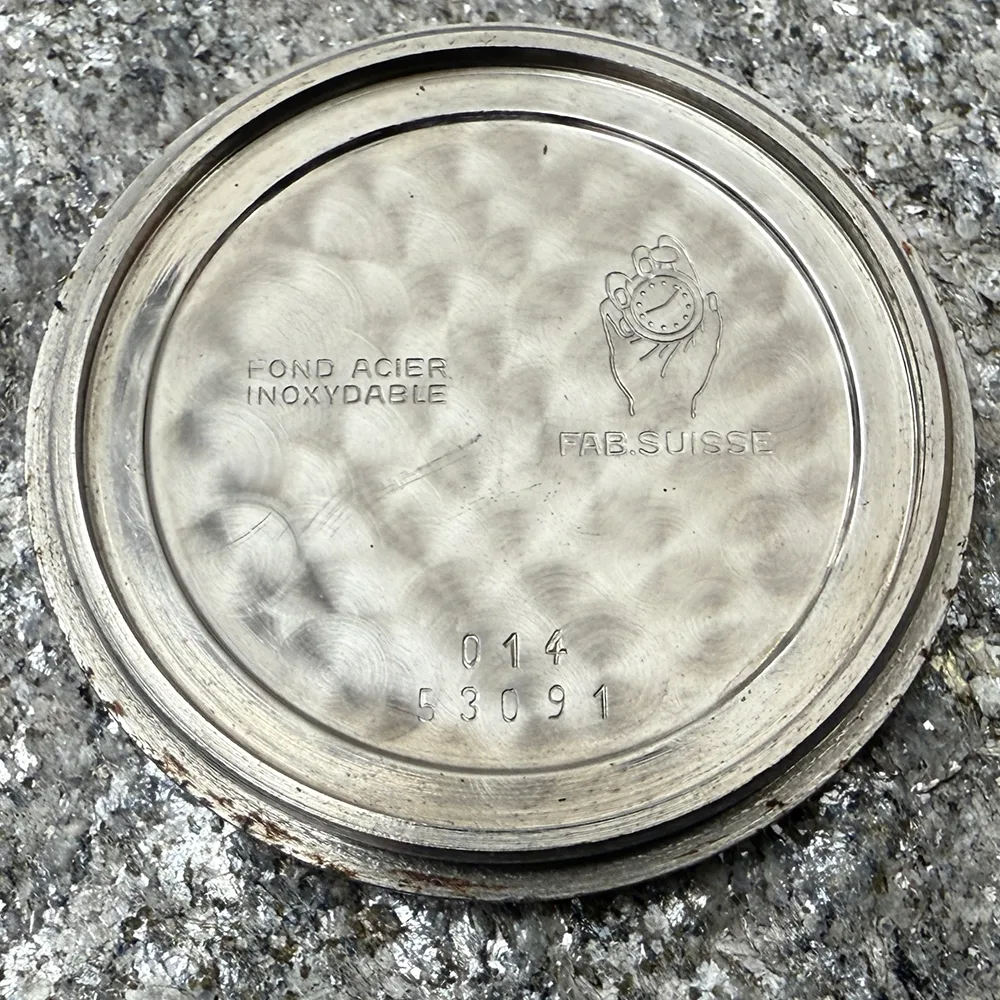 FOND ACIER
INOXYDABLE
FAB.SUISSE
014
53091